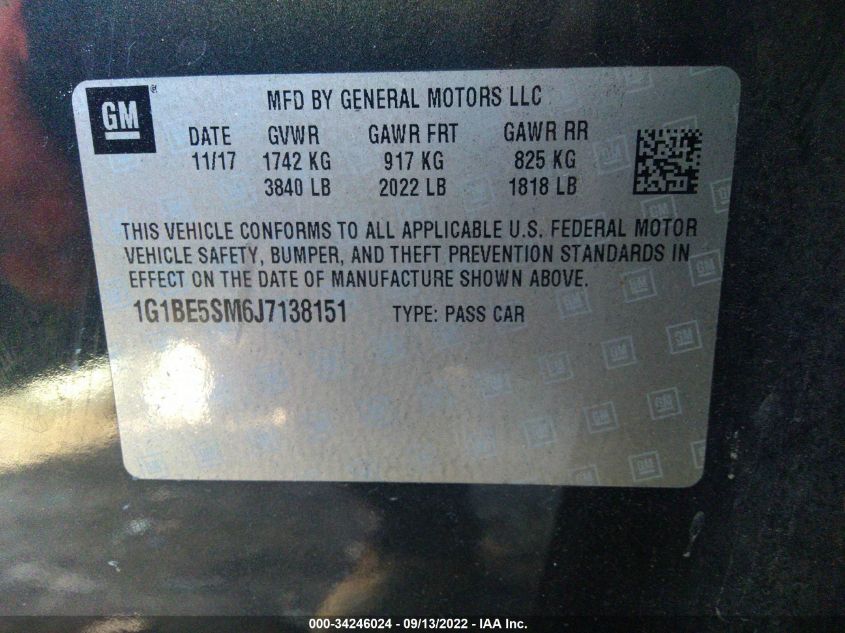 GM
®
MFD BY GENERAL MOTORS LLC
DATE GVWR GAWR FRT GAWR RR
11/17 1742 KG 917 KG 825 KG
3840 LB 2022 LB 1818 LB
THIS VEHICLE CONFORMS TO ALL APPLICABLE U.S. FEDERAL MOTOR
VEHICLE SAFETY, BUMPER, AND THEFT PREVENTION STANDARDS IN
EFFECT ON THE DATE OF MANUFACTURE SHOWN ABOVE.
1G1BE5SM6J7138151 TYPE: PASS CAR
000-34246024 - 09/13/2022 - IAA Inc.